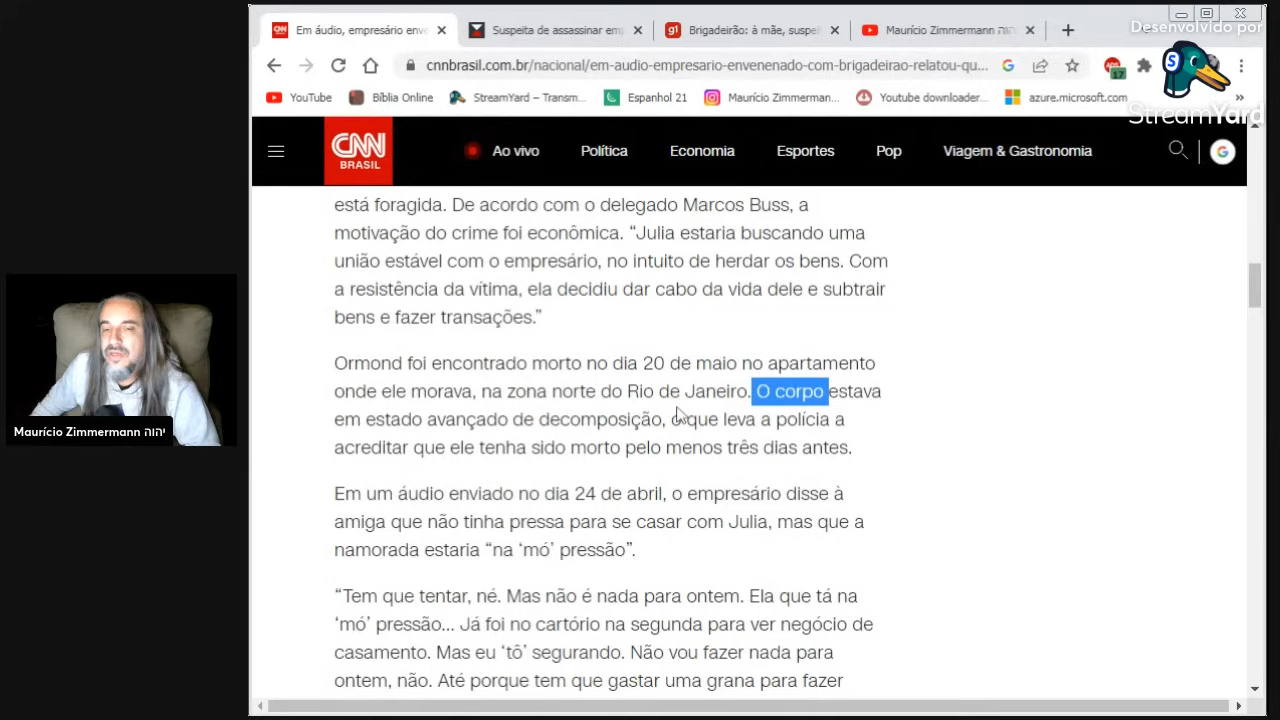 Em áudio, empresário enve
Suspeita de assassinar emp
g1
Brigadeirão: à mãe, suspei
Maurício Zimmermann יהוה
Desenvolvido por
cnnbrasil.com.br/nacional/em-audio-empresario-envenenado-com-brigadeirao-relatou-qu...
17
YouTube
Bíblia Online
StreamYard – Transm...
Espanhol 21
Maurício Zimmerman...
Youtube downloader...
azure.microsoft.com
»
StreamYard
CNN
BRASIL
Ao vivo
Política
Economia
Esportes
Pop
Viagem & Gastronomia
está foragida. De acordo com o delegado Marcos Buss, a
motivação do crime foi econômica. “Julia estaria buscando uma
união estável com o empresário, no intuito de herdar os bens. Com
a resistência da vítima, ela decidiu dar cabo da vida dele e subtrair
bens e fazer transações.”
Ormond foi encontrado morto no dia 20 de maio no apartamento
onde ele morava, na zona norte do Rio de Janeiro. O corpo estava
em estado avançado de decomposição, o que leva a polícia a
acreditar que ele tenha sido morto pelo menos três dias antes.
Em um áudio enviado no dia 24 de abril, o empresário disse à
amiga que não tinha pressa para se casar com Julia, mas que a
namorada estaria “na ‘mó’ pressão”.
“Tem que tentar, né. Mas não é nada para ontem. Ela que tá na
‘mó’ pressão... Já foi no cartório na segunda para ver negócio de
casamento. Mas eu ‘tô’ segurando. Não vou fazer nada para
ontem, não. Até porque tem que gastar uma grana para fazer
Maurício Zimmermann יהוה